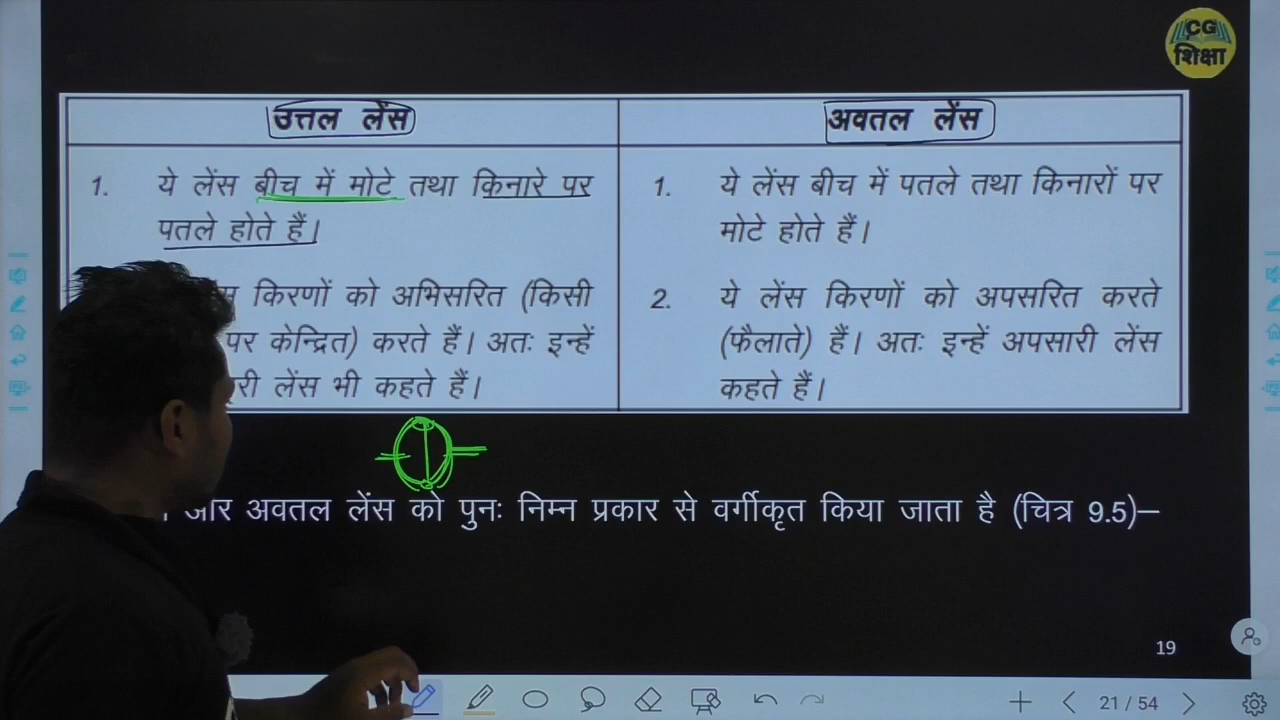 CG
शिक्षा
उत्तल लेंस
अवतल लेंस
1. ये लेंस बीच में मोटे तथा किनारे पर
पतले होते हैं।
किरणों को अभिसरित (किसी
पर केन्द्रित) करते हैं। अतः इन्हें
लेंस भी कहते हैं।
1. ये लेंस बीच में पतले तथा किनारों पर
मोटे होते हैं।
2. ये लेंस किरणों को अपसरित करते
(फैलाते) हैं। अतः इन्हें अपसारी लेंस
कहते हैं।
और अवतल लेंस को पुनः निम्न प्रकार से वर्गीकृत किया जाता है (चित्र 9.5)–
19
21 / 54